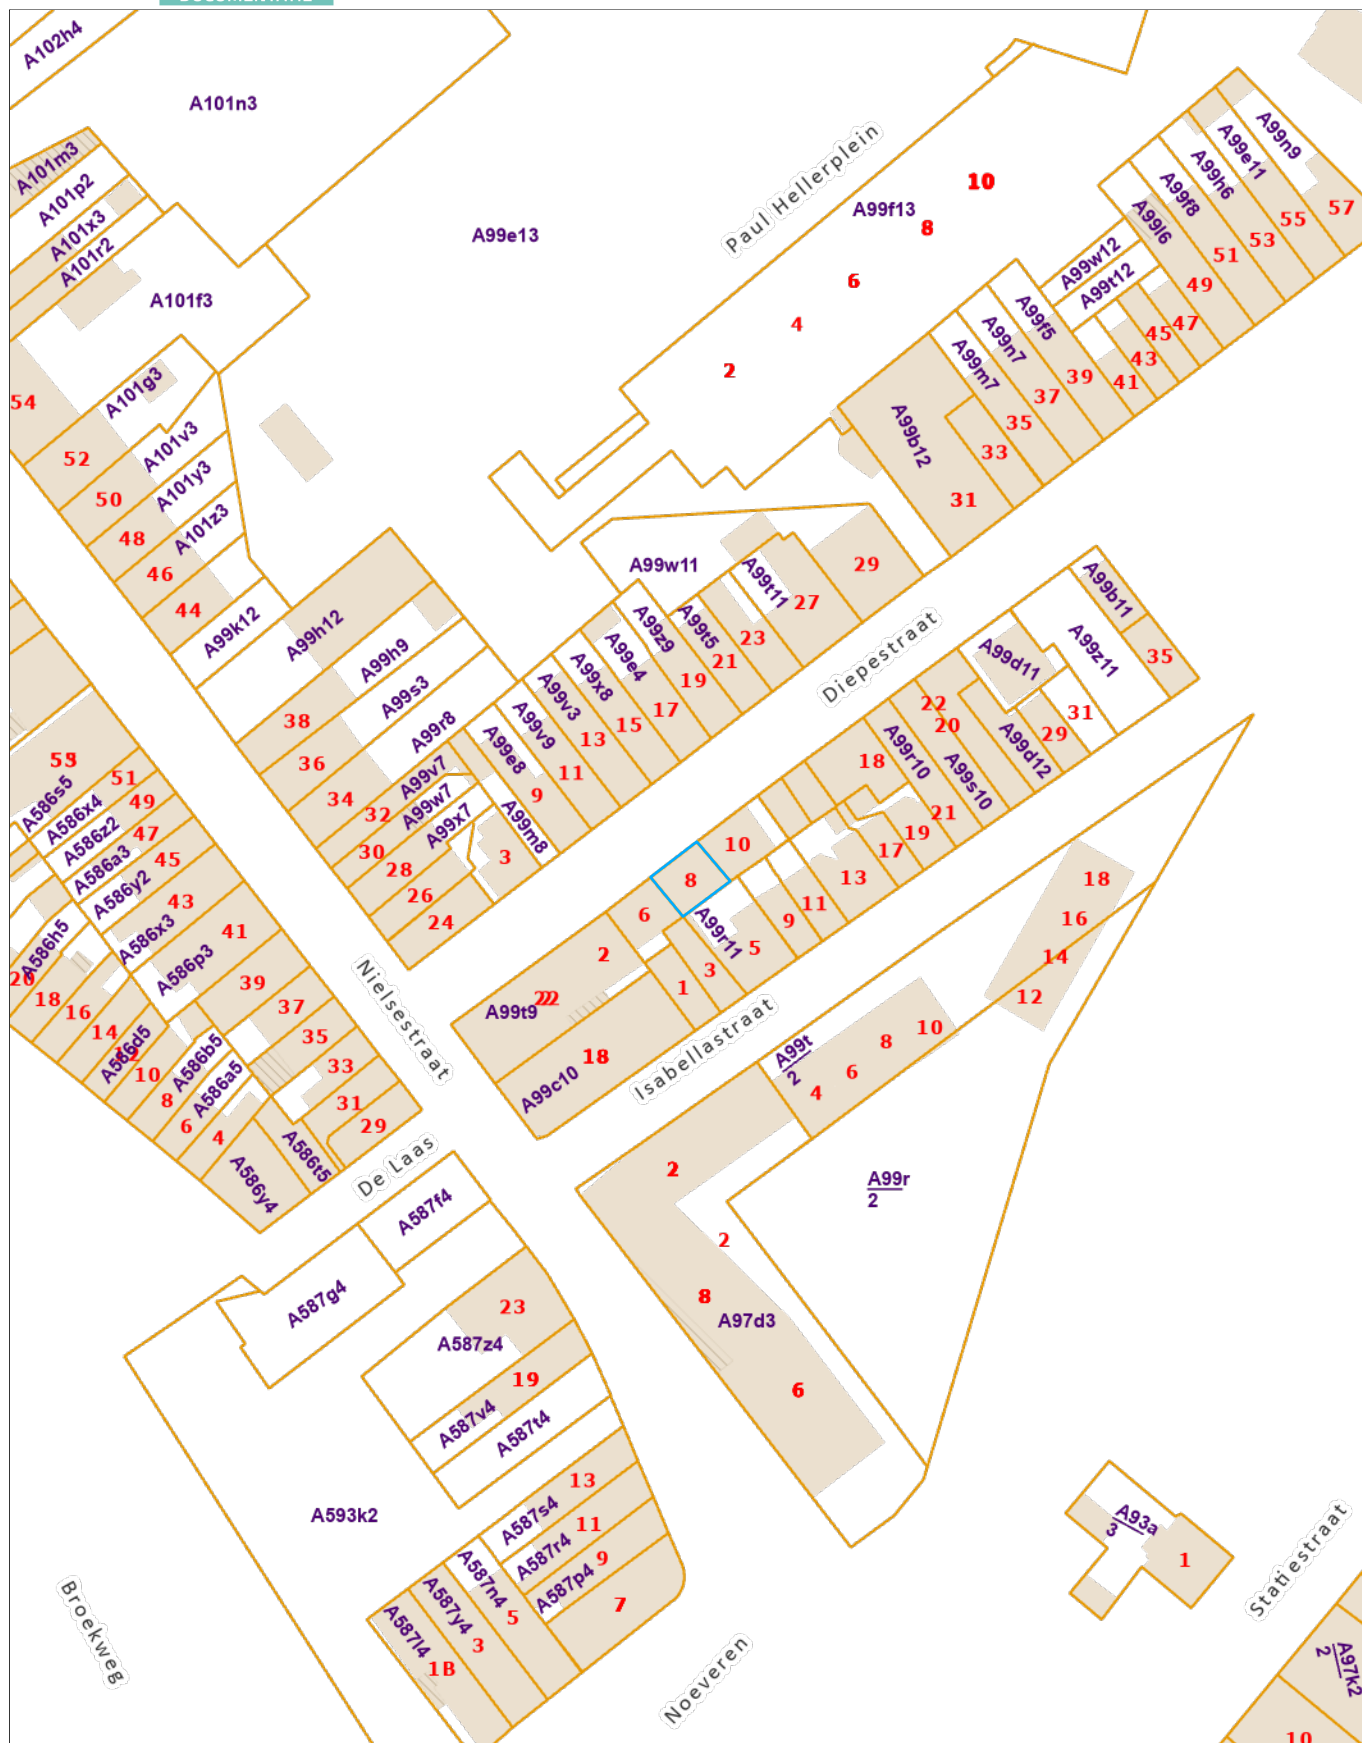 A102h4
A101n3
A101m3
A101p2
A101x3
A101r2
A101f3
A99e13
Paul Hellerplein
A99f13
10
8
6
4
2
A99n9
A99e11
A99h6
A99f8
A99l6
57
55
53
51
49
47
45
43
41
A99w12
A99t12
A99f5
A99n7
A99m7
39
37
35
33
31
A99b12
54
A101g3
52
A101v3
50
A101y3
48
A101z3
46
44
A99k12
A99h12
A99h9
A99s3
A99r8
38
36
34
32
30
28
26
24
A99v7
A99w7
A99x7
A99m8
3
A99e8
9
A99v9
11
A99v3
13
A99x8
15
A99e4
17
A99z9
19
A99t5
21
23
A99t11
27
29
A99w11
Diepestraat
A99b11
A99z11
35
A99d11
31
29
A99d12
22
20
A99s10
A99r10
18
21
19
17
13
11
9
5
3
1
10
8
6
2
A99r11
22
A99t9
18
A99c10
Isabellastraat
Nielsestraat
53
51
49
47
45
43
41
39
37
35
33
31
29
A586s5
A586x4
A586z2
A586a3
A586y2
A586x3
A586p3
A586h5
20
18
16
14
12
10
8
6
4
A586d5
A586b5
A586a5
A586t5
A586y4
De Laas
A587f4
A587g4
23
A587z4
19
A587v4
A587t4
13
A587s4
11
A587r4
9
A587p4
7
A587n4
5
A587y4
3
A587l4
1B
A593k2
Broekweg
Noeveren
A99t
2
4
6
8
10
12
14
16
18
2
2
8
A97d3
6
A99r
2
A93a
3
1
Statiestraat
A97k2
2
10